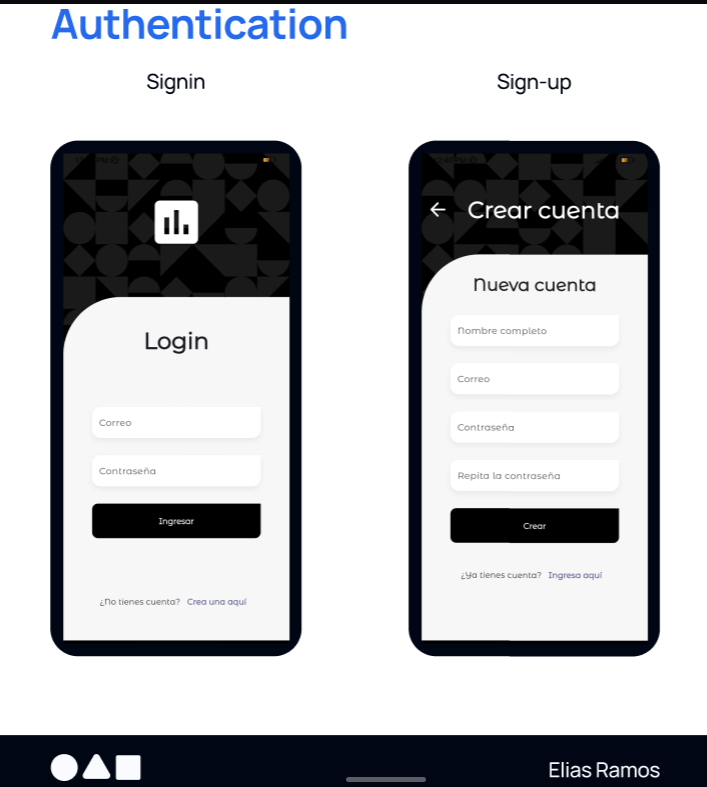 Authentication
Signin
Sign-up
Crear cuenta
Login
Correo
Contraseña
Ingresar
¿No tienes cuenta? Crea una aquí
Nueva cuenta
Nombre completo
Correo
Contraseña
Repita la contraseña
Crear
¿Ya tienes cuenta? Ingresa aquí
Elias Ramos